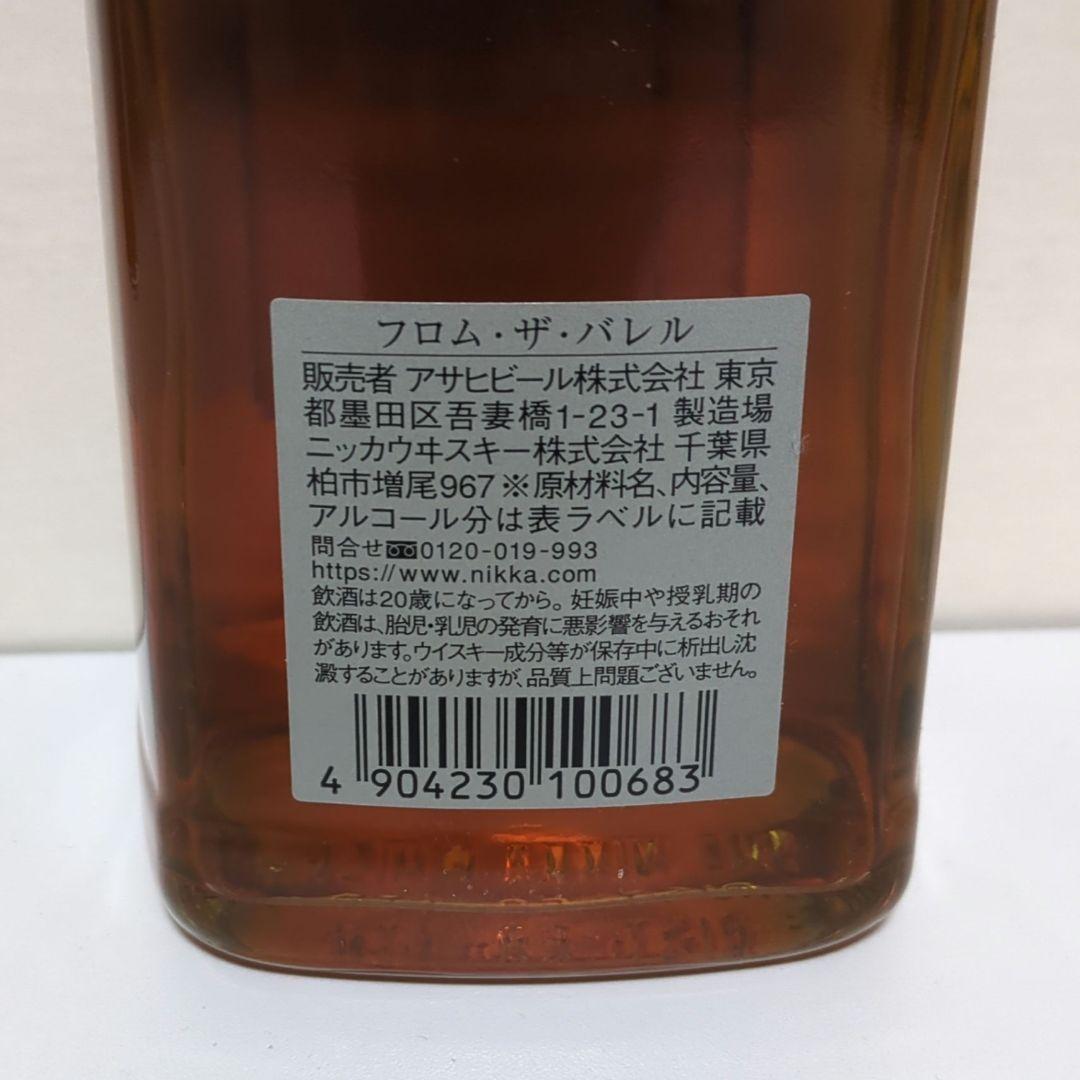 フロム・ザ・バレル
販売者 アサヒビール株式会社 東京
都墨田区吾妻橋1-23-1 製造場
ニッカウヰスキー株式会社 千葉県
柏市増尾967 ※原材料名、内容量、
アルコール分は表ラベルに記載
問合せ 0120-019-993
https://www.nikka.com
飲酒は20歳になってから。妊娠中や授乳期の
飲酒は、胎児・乳児の発育に悪影響を与えるおそれ
があります。ウイスキー成分等が保存中に析出し沈
澱することがありますが、品質上問題ございません。
4 904230 100683